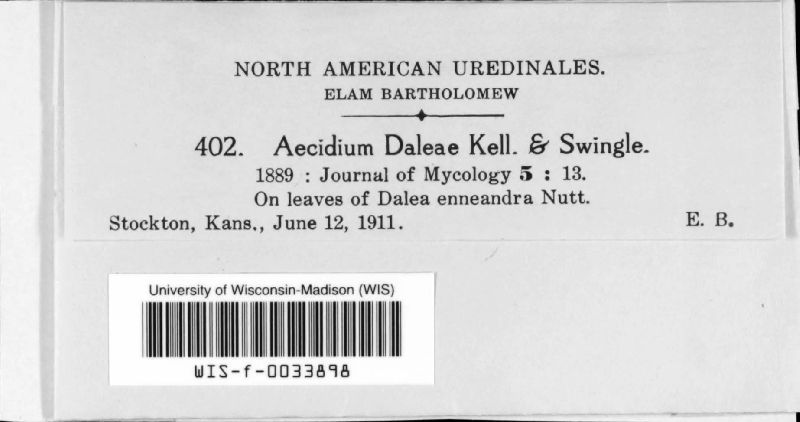 NORTH AMERICAN UREDINALES.
ELAM BARTHOLOMEW
402. Aecidium Daleae Kell. & Swingle.
1889 : Journal of Mycology 5 : 13.
On leaves of Dalea enneandra Nutt.
Stockton, Kans., June 12, 1911. E. B.
University of Wisconsin-Madison (WIS)
WIS-f-0033898